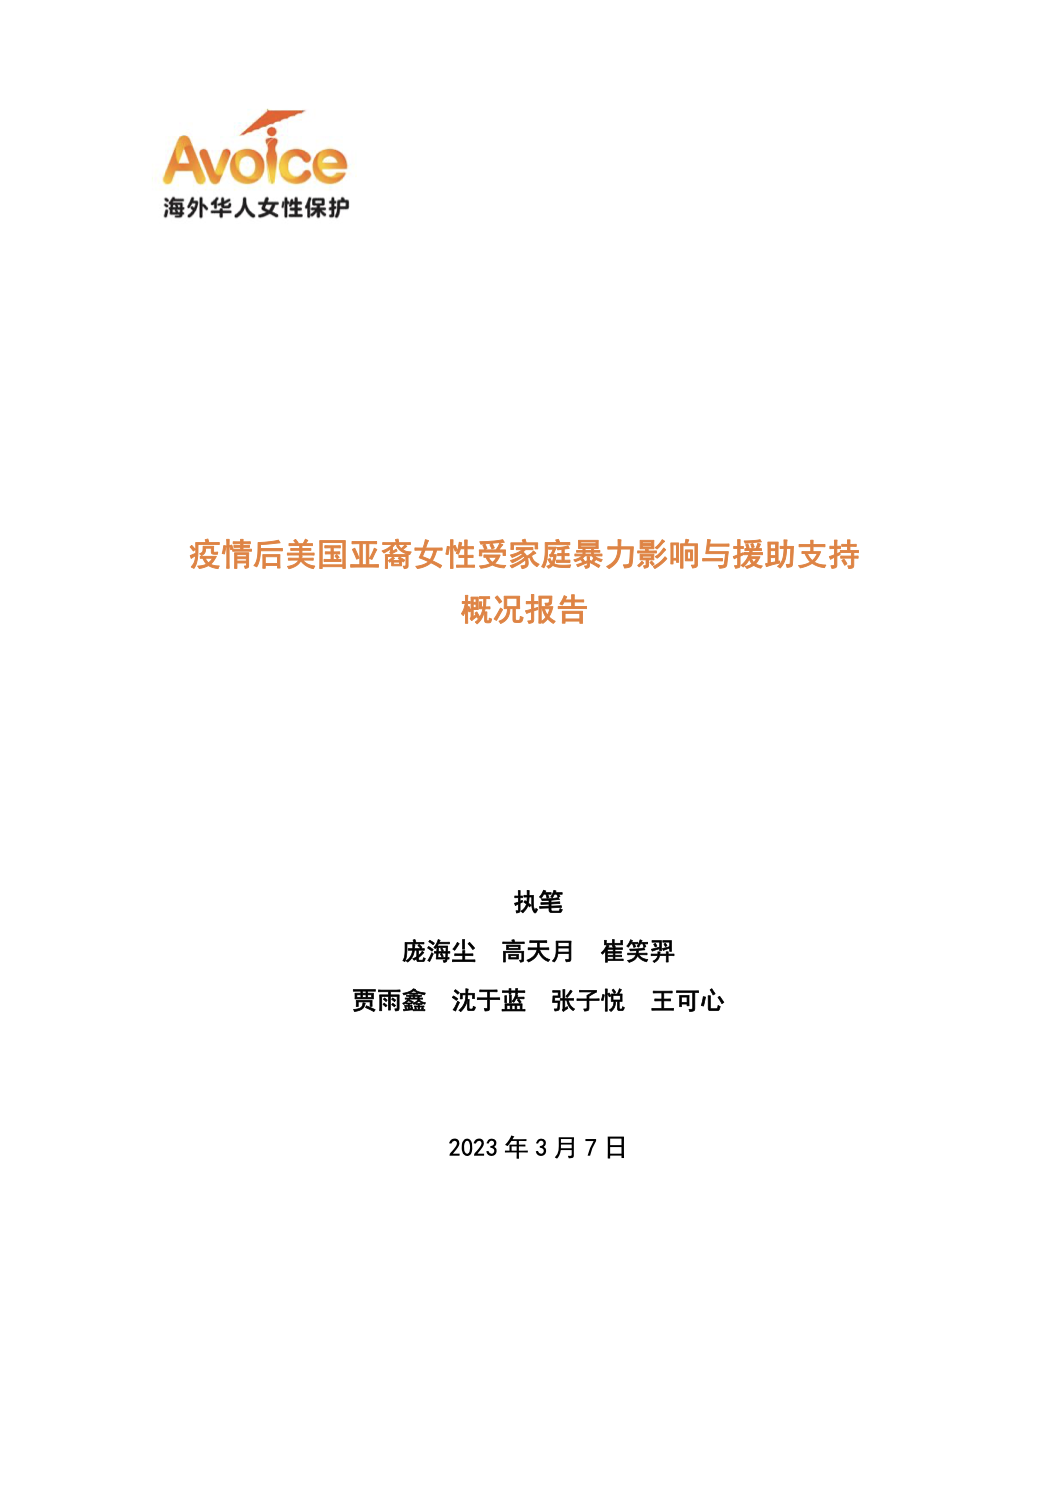 Avoice
海外华人女性保护
疫情后美国亚裔女性受家庭暴力影响与援助支持
概况报告
执笔
庞海尘 高天月 崔笑羿
贾雨鑫 沈于蓝 张子悦 王可心
2023 年 3 月 7 日